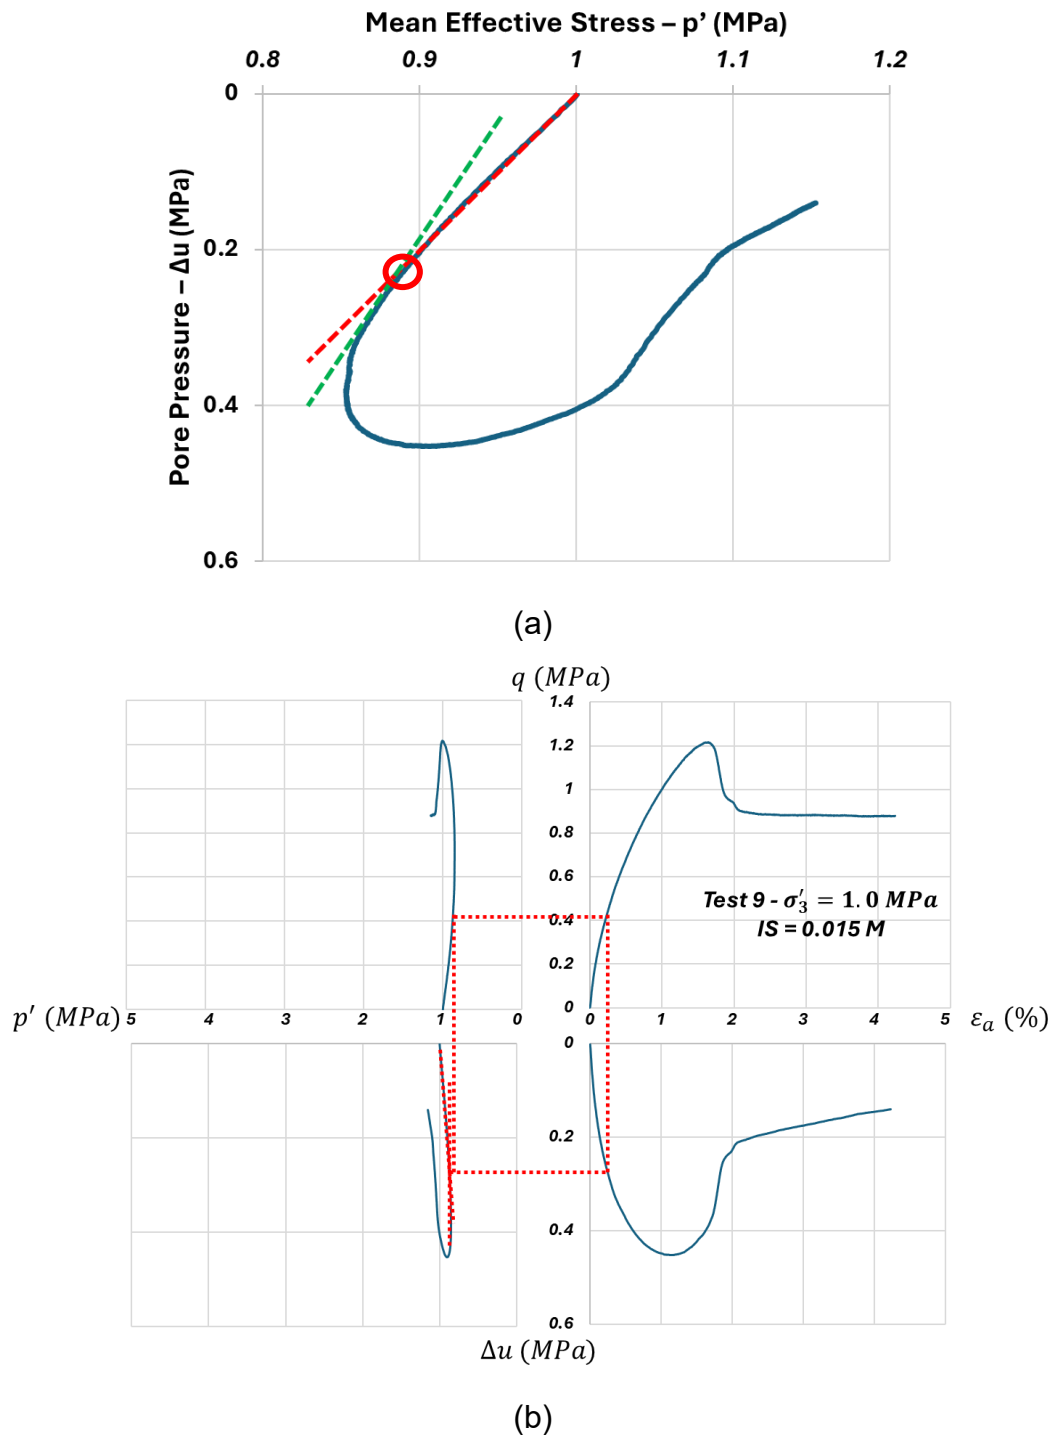 Mean Effective Stress – p’ (MPa)
0.8 0.9 1 1.1 1.2
0
0.2
0.4
0.6
Pore Pressure – Δu (MPa)
(a)
q (MPa)
1.4
1.2
1
0.8
0.6
0.4
0.2
0
Test 9 - σ′₃ = 1.0 MPa
IS = 0.015 M
p′ (MPa) 5 4 3 2 1 0 0 1 2 3 4 5 εₐ (%)
0
0.2
0.4
0.6
Δu (MPa)
(b)